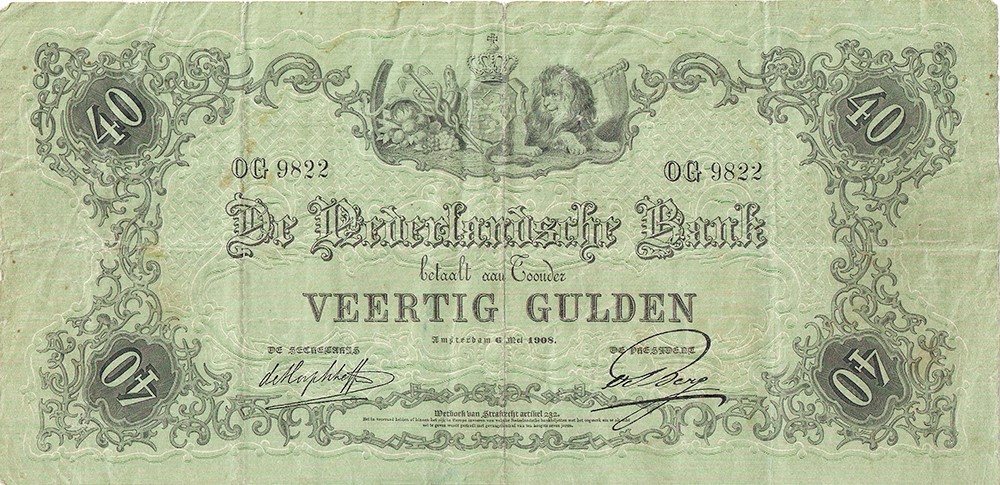 40
40
OG 9822
OG 9822
De Nederlandsche Bank
betaalt aan Toonder
VEERTIG GULDEN
Amsterdam 6 Mei 1908.
DE SECRETARIS
DE PRESIDENT
40
40
Wetboek van Strafrecht artikel 232.